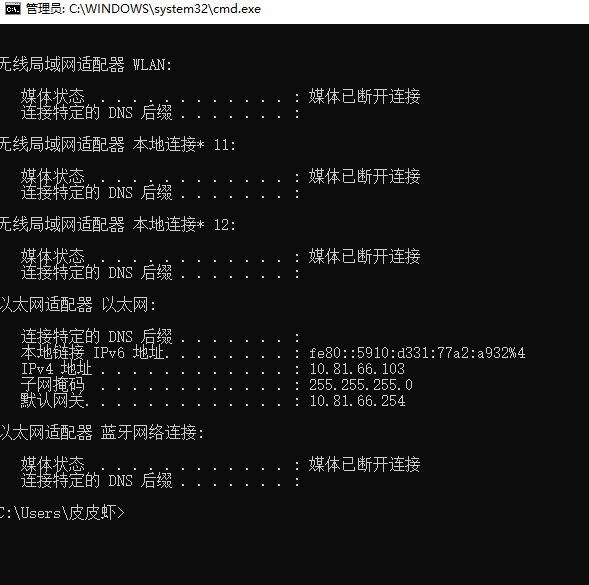 管理员: C:\WINDOWS\system32\cmd.exe
无线局域网适配器 WLAN:
媒体状态 . . . . . . . . . . . . : 媒体已断开连接
连接特定的 DNS 后缀 . . . . . . . :
无线局域网适配器 本地连接* 11:
媒体状态 . . . . . . . . . . . . : 媒体已断开连接
连接特定的 DNS 后缀 . . . . . . . :
无线局域网适配器 本地连接* 12:
媒体状态 . . . . . . . . . . . . : 媒体已断开连接
连接特定的 DNS 后缀 . . . . . . . :
以太网适配器 以太网:
连接特定的 DNS 后缀 . . . . . . . :
本地链接 IPv6 地址. . . . . . . . : fe80::5910:d331:77a2:a932%4
IPv4 地址 . . . . . . . . . . . . : 10.81.66.103
子网掩码 . . . . . . . . . . . . : 255.255.255.0
默认网关. . . . . . . . . . . . . : 10.81.66.254
以太网适配器 蓝牙网络连接:
媒体状态 . . . . . . . . . . . . : 媒体已断开连接
连接特定的 DNS 后缀 . . . . . . . :
C:\Users\皮皮虾>